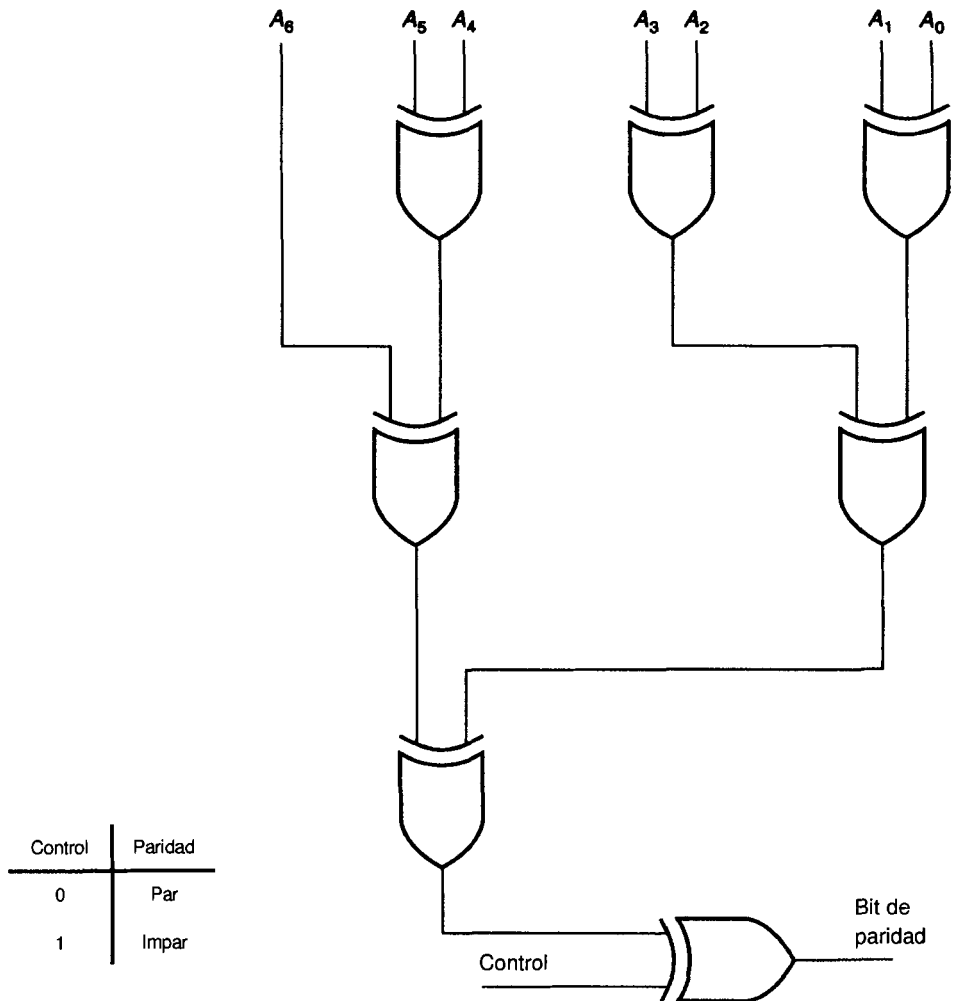 A₆ A₅ A₄ A₃ A₂ A₁ A₀
Control Paridad
0 Par
1 Impar
Control
Bit de
paridad